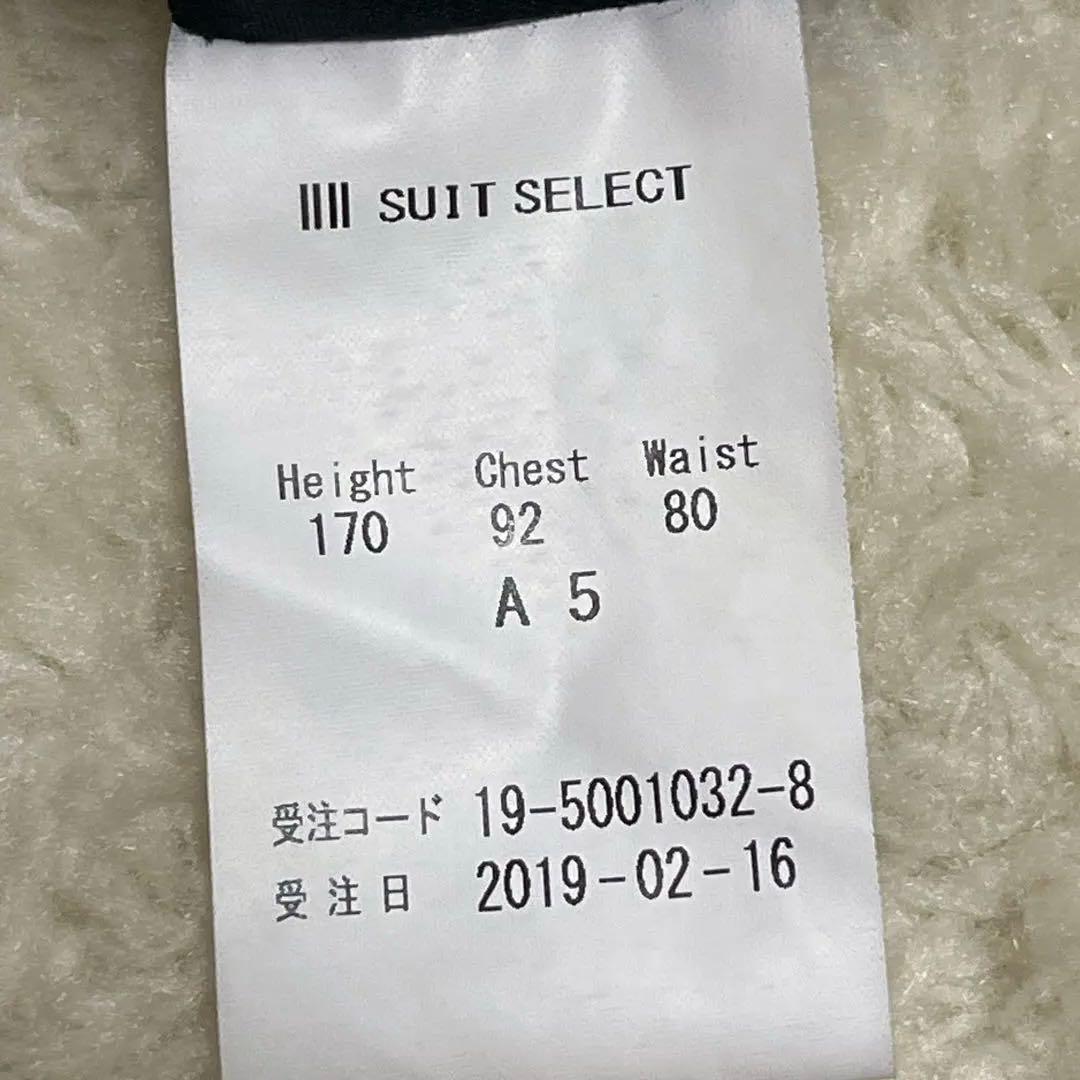 SUIT SELECT
Height Chest Waist
170 92 80
A 5
受注コード 19-5001032-8
受注日 2019-02-16